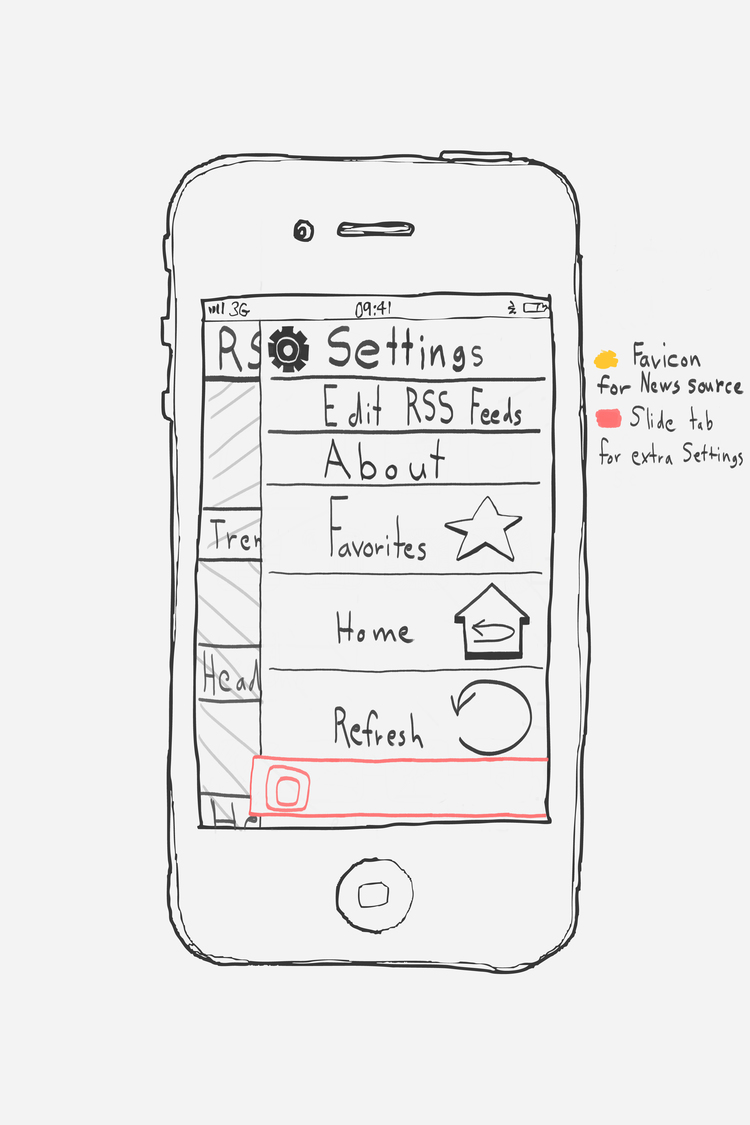 3G 09:41
RS Settings
Edit RSS Feeds
About
Favorites
Tren
Home
Head
Refresh
He
Favicon
for News source
Slide tab
for extra Settings